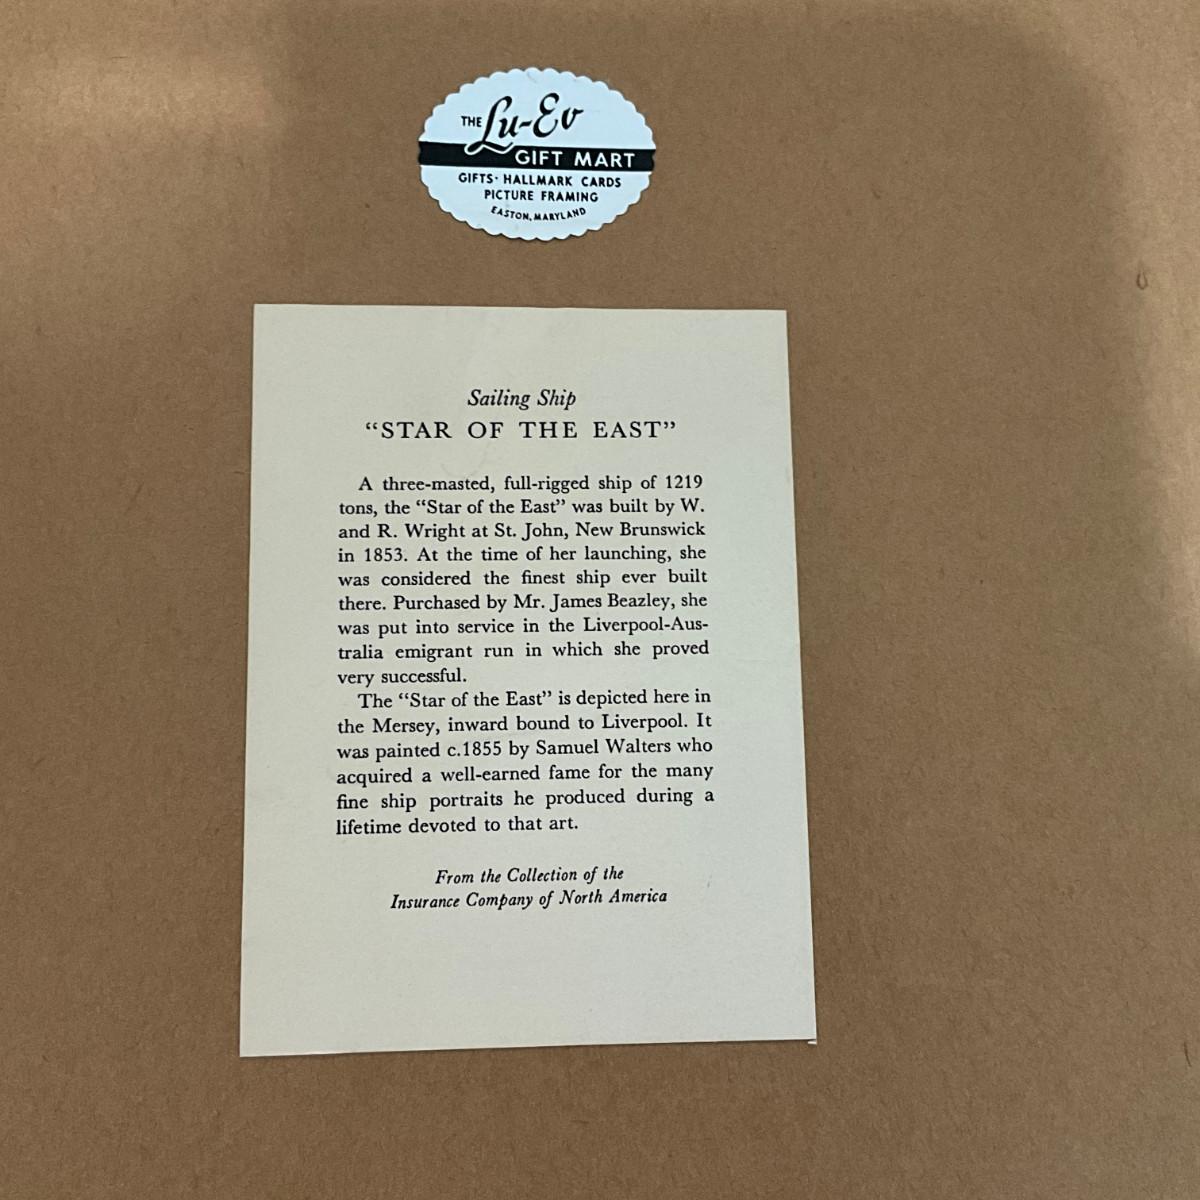 THE Lu-Ev
GIFT MART
GIFTS · HALLMARK CARDS
PICTURE FRAMING
EASTON, MARYLAND
Sailing Ship
“STAR OF THE EAST”
A three-masted, full-rigged ship of 1219
tons, the “Star of the East” was built by W.
and R. Wright at St. John, New Brunswick
in 1853. At the time of her launching, she
was considered the finest ship ever built
there. Purchased by Mr. James Beazley, she
was put into service in the Liverpool-Aus-
tralia emigrant run in which she proved
very successful.
The “Star of the East” is depicted here in
the Mersey, inward bound to Liverpool. It
was painted c.1855 by Samuel Walters who
acquired a well-earned fame for the many
fine ship portraits he produced during a
lifetime devoted to that art.
From the Collection of the
Insurance Company of North America